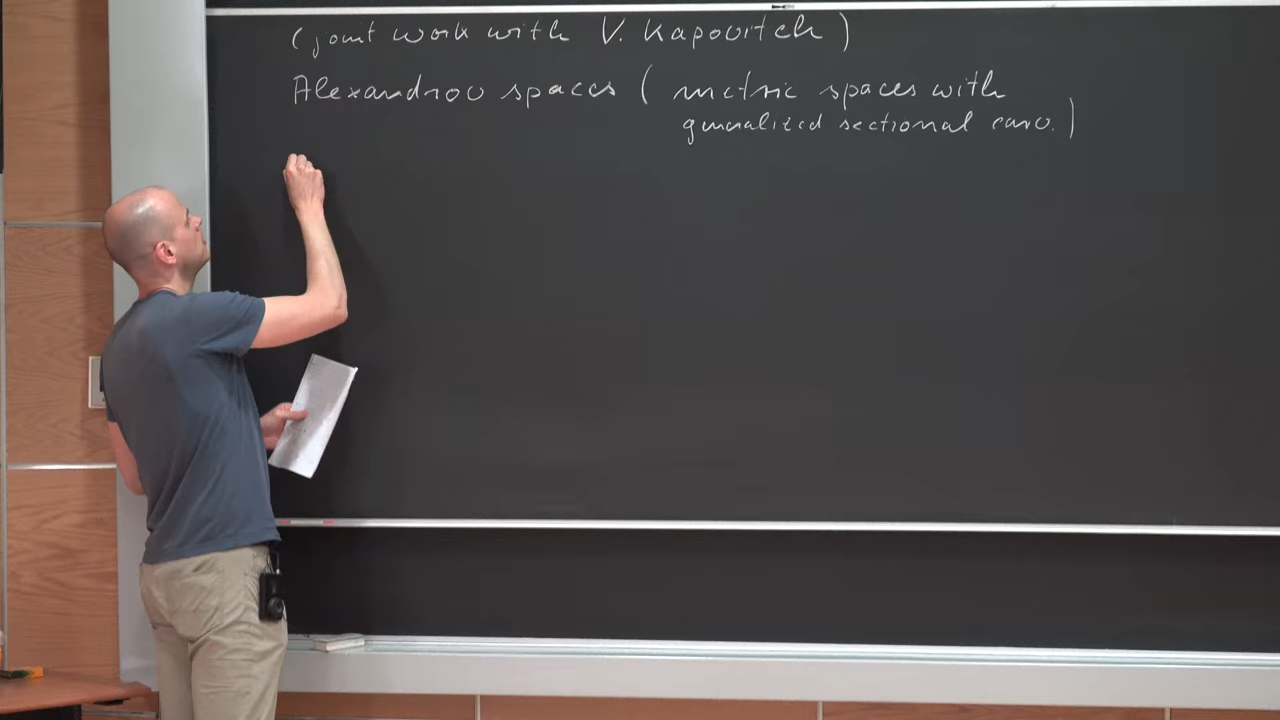 (joint work with V. Kapovitch)
Alexandrov spaces (metric spaces with
generalized sectional curv.)